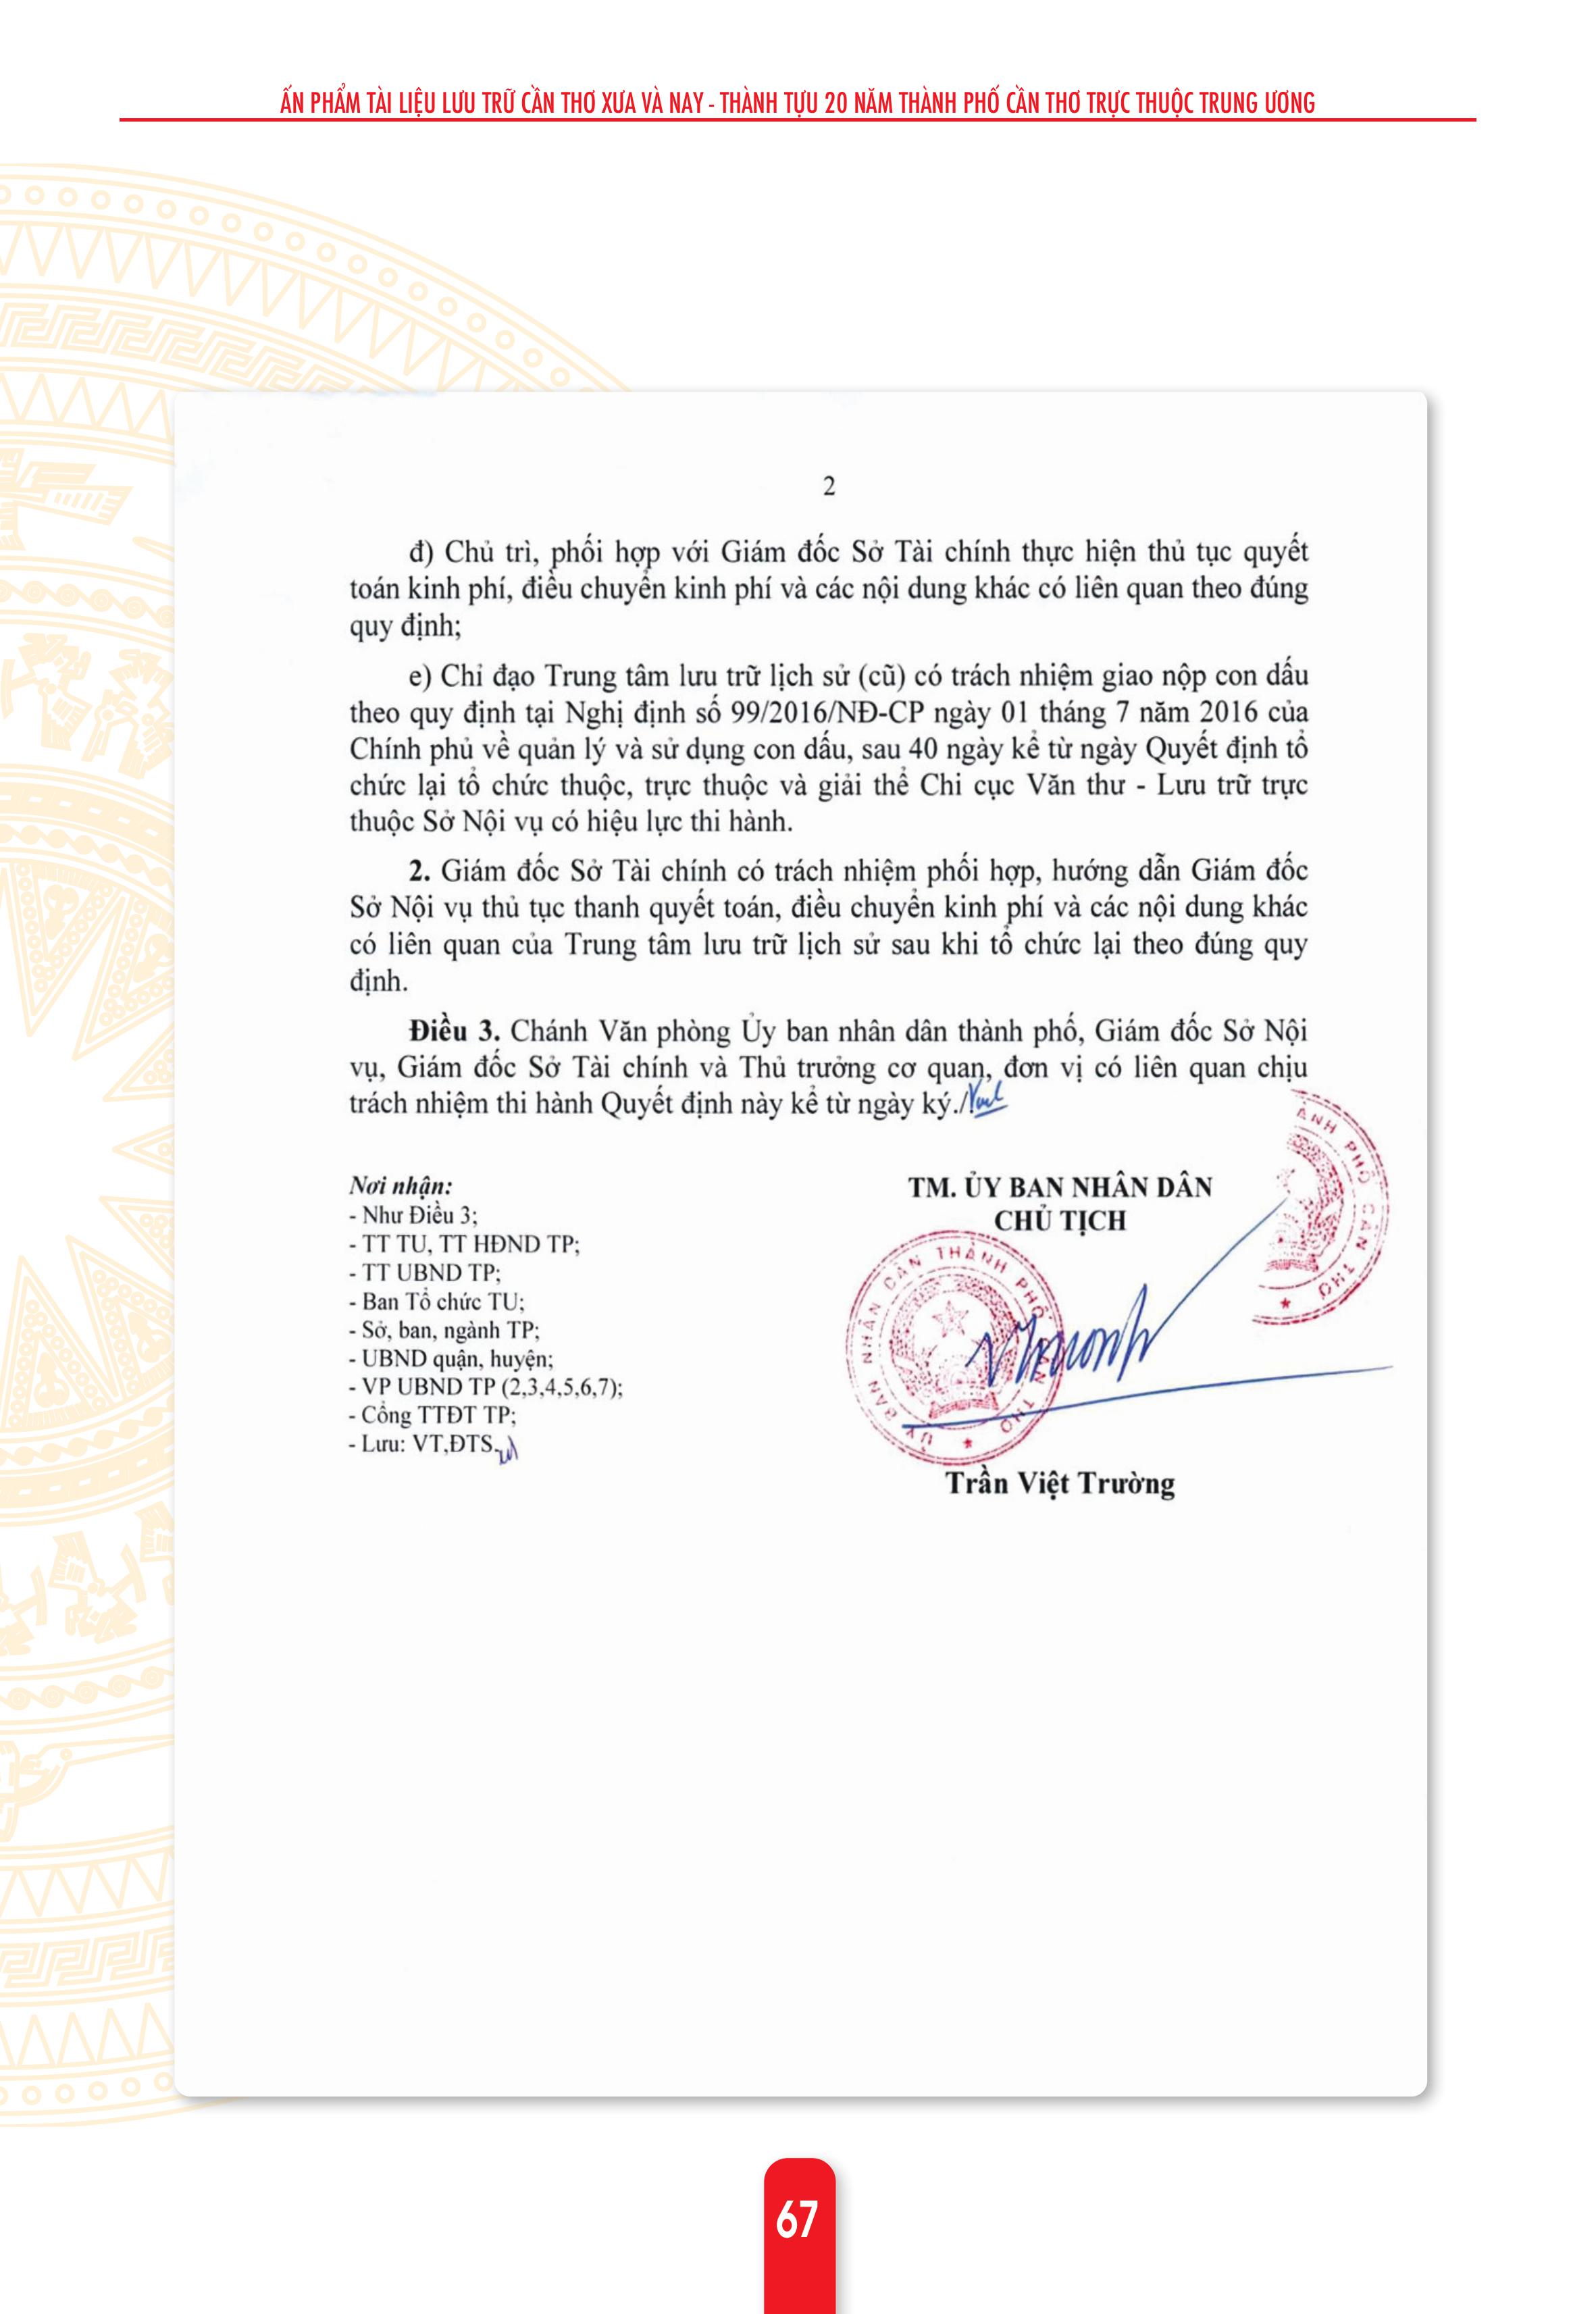 ẤN PHẨM TÀI LIỆU LƯU TRỮ CẦN THƠ XƯA VÀ NAY - THÀNH TỰU 20 NĂM THÀNH PHỐ CẦN THƠ TRỰC THUỘC TRUNG ƯƠNG
2
đ) Chủ trì, phối hợp với Giám đốc Sở Tài chính thực hiện thủ tục quyết
toán kinh phí, điều chuyển kinh phí và các nội dung khác có liên quan theo đúng
quy định;
e) Chỉ đạo Trung tâm lưu trữ lịch sử (cũ) có trách nhiệm giao nộp con dấu
theo quy định tại Nghị định số 99/2016/NĐ-CP ngày 01 tháng 7 năm 2016 của
Chính phủ về quản lý và sử dụng con dấu, sau 40 ngày kể từ ngày Quyết định tổ
chức lại tổ chức thuộc, trực thuộc và giải thể Chi cục Văn thư - Lưu trữ trực
thuộc Sở Nội vụ có hiệu lực thi hành.
2. Giám đốc Sở Tài chính có trách nhiệm phối hợp, hướng dẫn Giám đốc
Sở Nội vụ thủ tục thanh quyết toán, điều chuyển kinh phí và các nội dung khác
có liên quan của Trung tâm lưu trữ lịch sử sau khi tổ chức lại theo đúng quy
định.
Điều 3. Chánh Văn phòng Ủy ban nhân dân thành phố, Giám đốc Sở Nội
vụ, Giám đốc Sở Tài chính và Thủ trưởng cơ quan, đơn vị có liên quan chịu
trách nhiệm thi hành Quyết định này kể từ ngày ký./.
Nơi nhận:
- Như Điều 3;
- TT TU, TT HĐND TP;
- TT UBND TP;
- Ban Tổ chức TU;
- Sở, ban, ngành TP;
- UBND quận, huyện;
- VP UBND TP (2,3,4,5,6,7);
- Cổng TTĐT TP;
- Lưu: VT,ĐTS.
TM. ỦY BAN NHÂN DÂN
CHỦ TỊCH
ÀNH PHỐ CẦN THƠ
ỦY BAN NHÂN DÂN THÀNH PHỐ CẦN THƠ
Trần Việt Trường
67